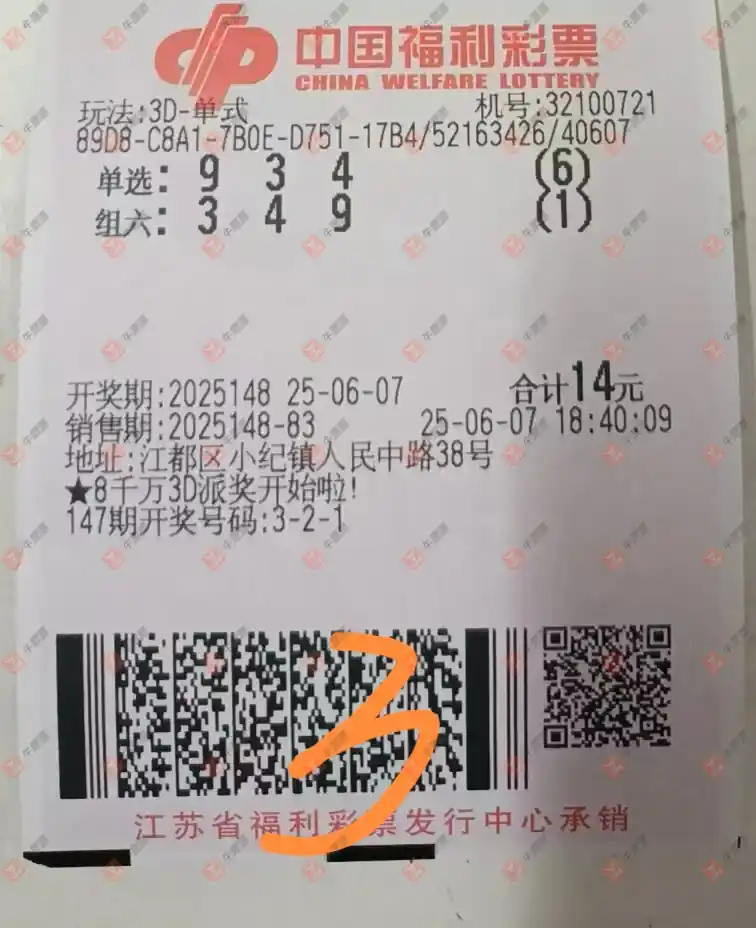 中国福利彩票
CHINA WELFARE LOTTERY
玩法:3D-单式 机号:32100721
89D8-C8A1-7B0E-D751-17B4/52163426/40607
单选: 9 3 4 (6)
组六: 3 4 9 (1)
开奖期:2025148 25-06-07 合计14元
销售期:2025148-83 25-06-07 18:40:09
地址:江都区小纪镇人民中路38号
★8千万3D派奖开始啦!
147期开奖号码:3-2-1
3
江苏省福利彩票发行中心承销